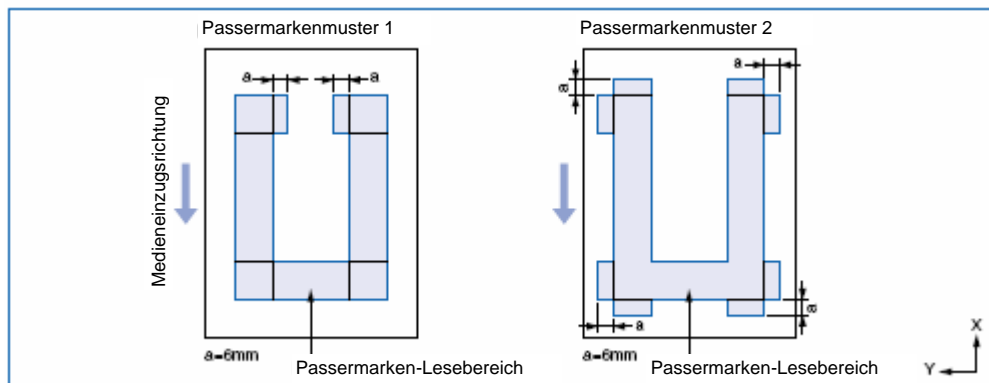 Passermarkenmuster 1
a
a
Medieneinzugsrichtung
a=6mm
Passermarken-Lesebereich
Passermarkenmuster 2
a
a
a
a
a=6mm
Passermarken-Lesebereich
X
Y